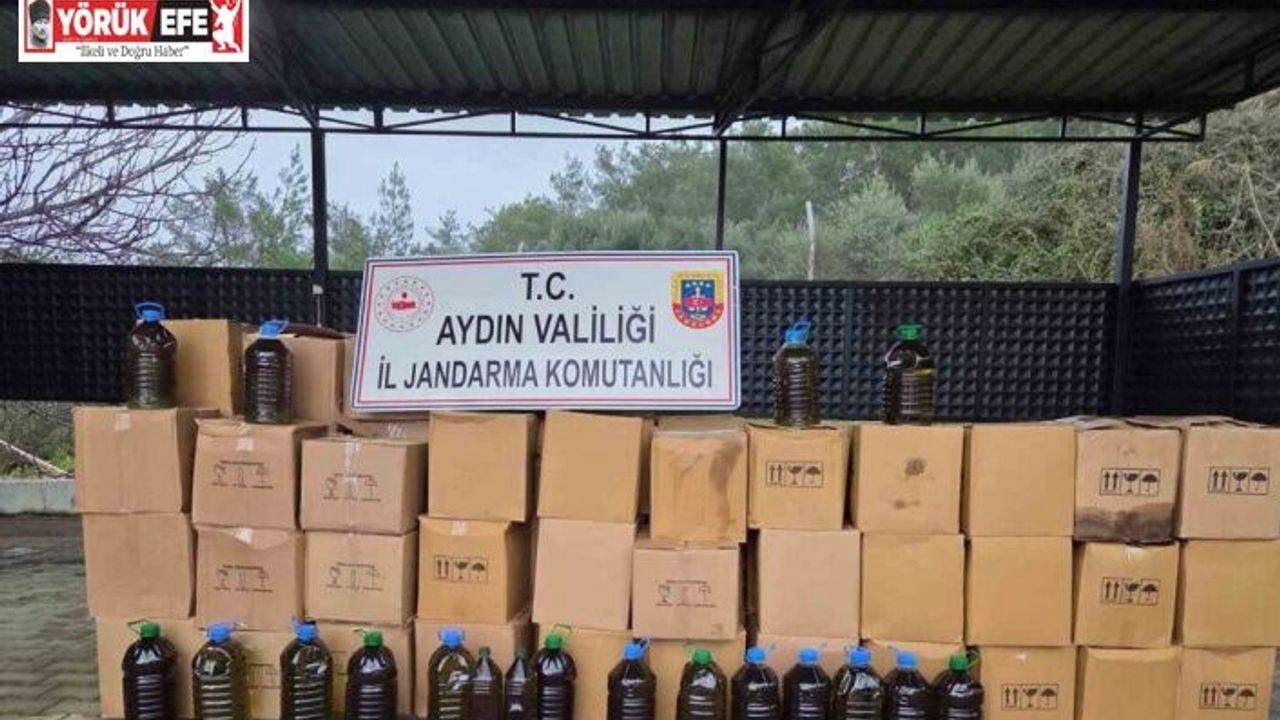 YÖRÜK EFE
"İlkeli ve Doğru Haber"
T.C.
AYDIN VALİLİĞİ
İL JANDARMA KOMUTANLIĞI